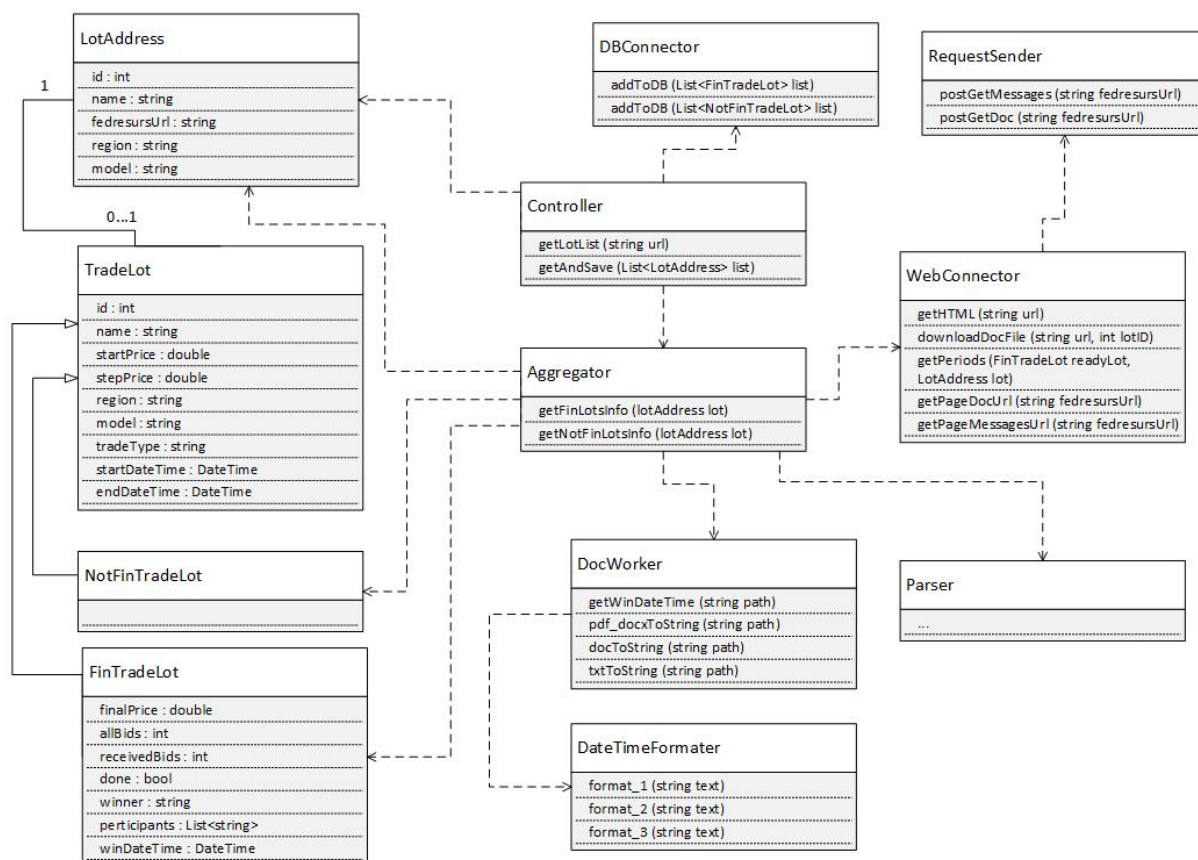 LotAddress
id : int
name : string
fedresursUrl : string
region : string
model : string
1
0...1
TradeLot
id : int
name : string
startPrice : double
stepPrice : double
region : string
model : string
tradeType : string
startDateTime : DateTime
endDateTime : DateTime
NotFinTradeLot
FinTradeLot
finalPrice : double
allBids : int
receivedBids : int
done : bool
winner : string
perticipants : List<string>
winDateTime : DateTime
DBConnector
addToDB (List<FinTradeLot> list)
addToDB (List<NotFinTradeLot> list)
Controller
getLotList (string url)
getAndSave (List<LotAddress> list)
Aggregator
getFinLotsInfo (lotAddress lot)
getNotFinLotsInfo (lotAddress lot)
DocWorker
getWinDateTime (string path)
pdf_docxToString (string path)
docToString (string path)
txtToString (string path)
DateTimeFormater
format_1 (string text)
format_2 (string text)
format_3 (string text)
RequestSender
postGetMessages (string fedresursUrl)
postGetDoc (string fedresursUrl)
WebConnector
getHTML (string url)
downloadDocFile (string url, int lotID)
getPeriods (FinTradeLot readyLot,
LotAddress lot)
getPageDocUrl (string fedresursUrl)
getPageMessagesUrl (string fedresursUrl)
Parser
...